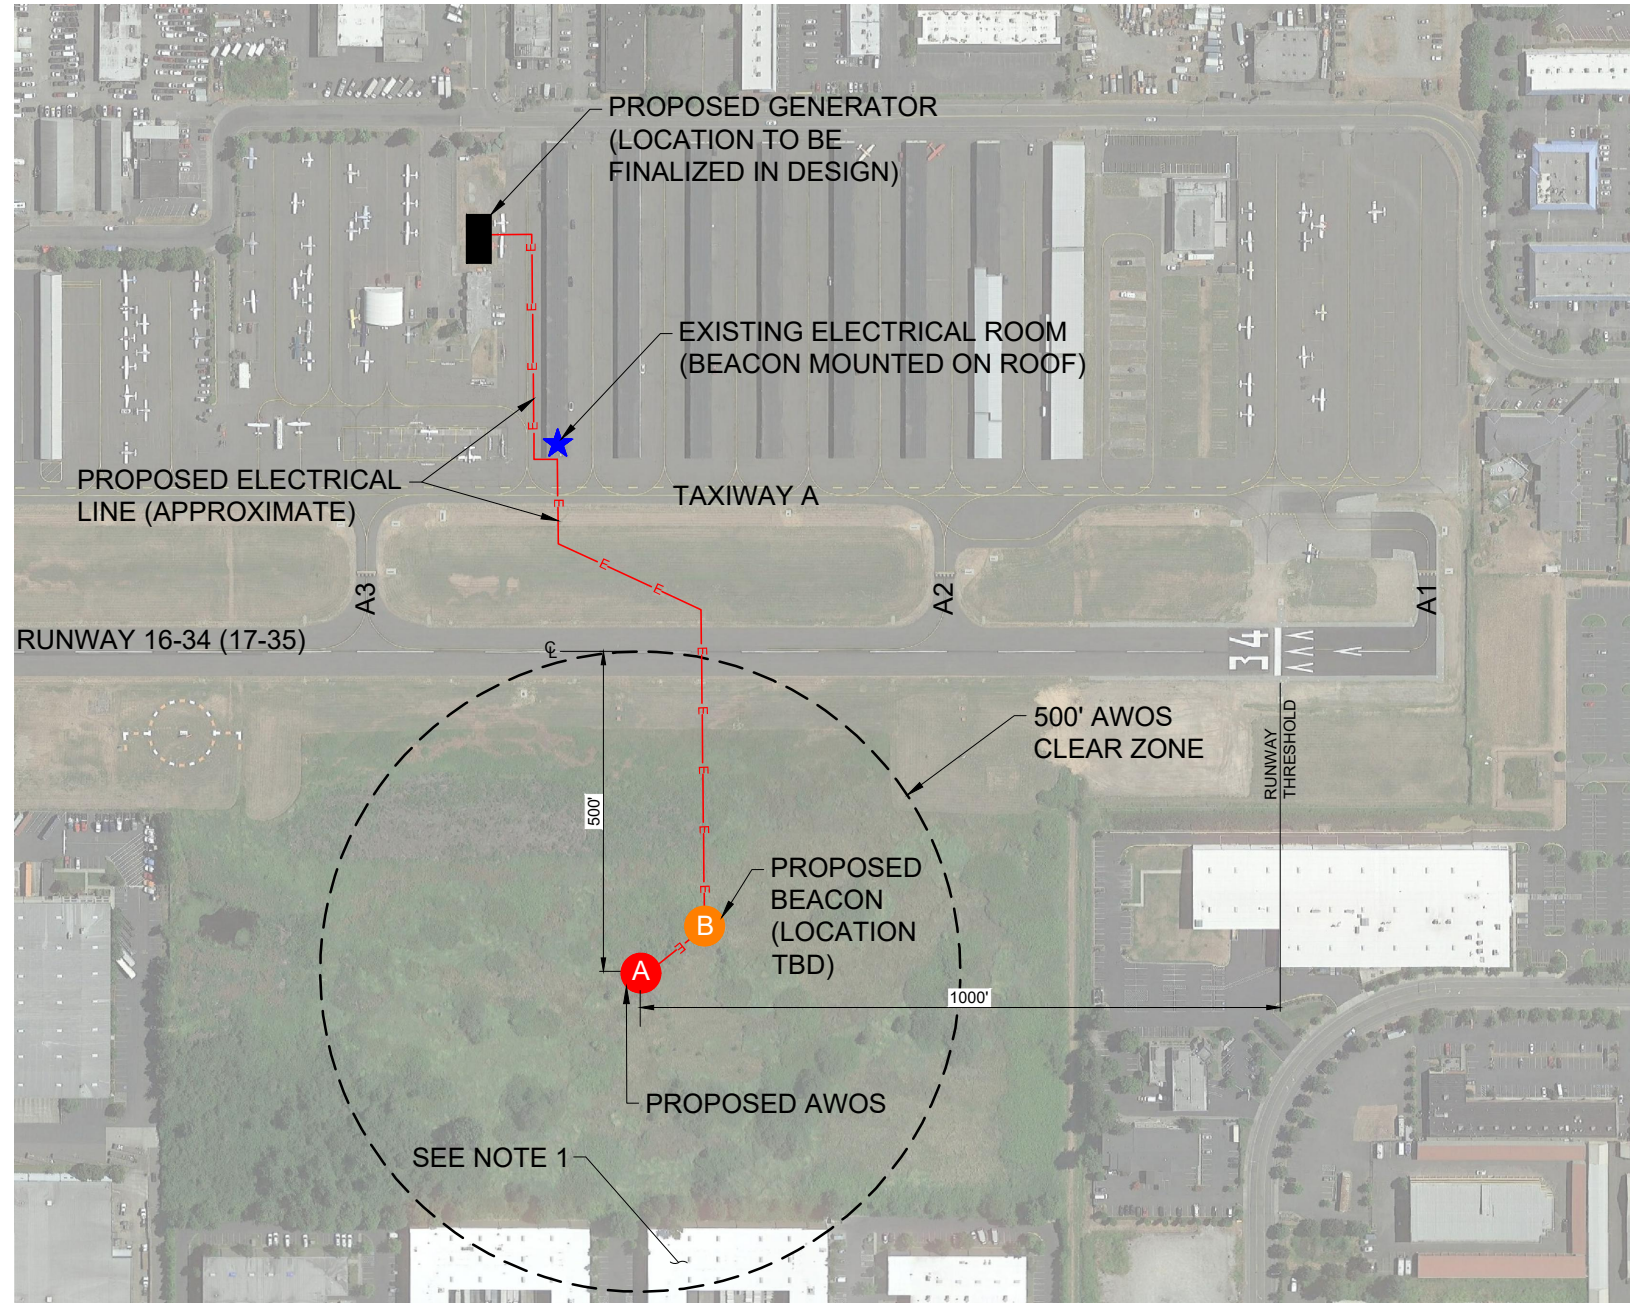 PROPOSED GENERATOR
(LOCATION TO BE
FINALIZED IN DESIGN)
E
E
EXISTING ELECTRICAL ROOM
(BEACON MOUNTED ON ROOF)
E
E
PROPOSED ELECTRICAL
LINE (APPROXIMATE)
TAXIWAY A
E
E
E
A3
A2
A1
RUNWAY 16-34 (17-35)
℄
E
34
E
500' AWOS
CLEAR ZONE
RUNWAY
THRESHOLD
E
500'
E
PROPOSED
BEACON
(LOCATION
TBD)
E
B
E
A
1000'
PROPOSED AWOS
SEE NOTE 1